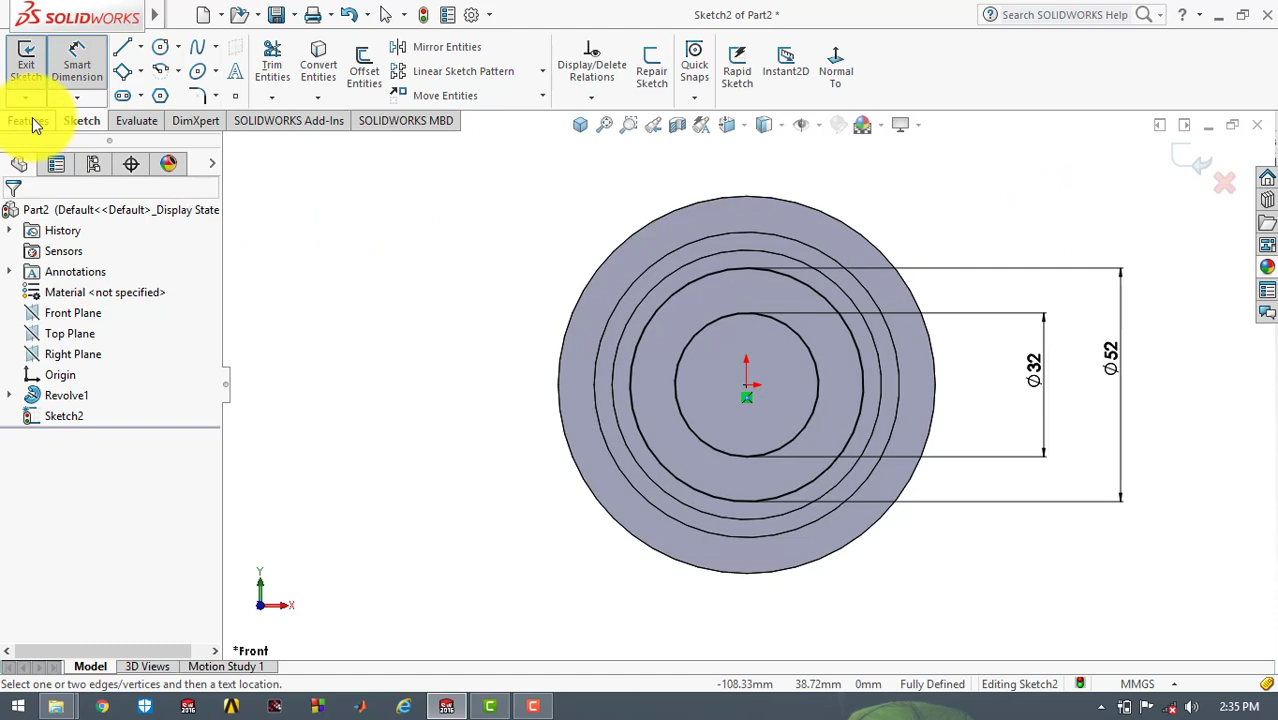 SOLIDWORKS
Sketch2 of Part2 *
Search SOLIDWORKS Help
Exit Sketch
Smart Dimension
Trim Entities
Convert Entities
Offset Entities
Mirror Entities
Linear Sketch Pattern
Move Entities
Display/Delete Relations
Repair Sketch
Quick Snaps
Rapid Sketch
Instant2D
Normal To
Features
Sketch
Evaluate
DimXpert
SOLIDWORKS Add-Ins
SOLIDWORKS MBD
Part2 (Default<<Default>_Display State
History
Sensors
Annotations
Material <not specified>
Front Plane
Top Plane
Right Plane
Origin
Revolve1
Sketch2
∅32
∅52
Y
X
*Front
Model
3D Views
Motion Study 1
Select one or two edges/vertices and then a text location.
-108.33mm
38.72mm
0mm
Fully Defined
Editing Sketch2
MMGS
2:35 PM